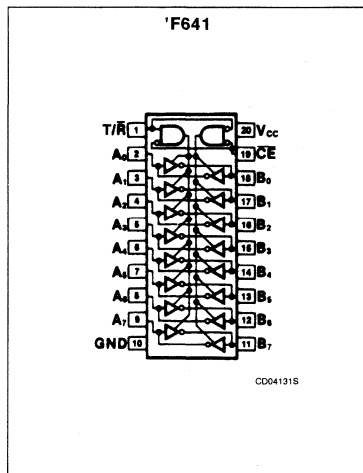 'F641
T/R̅ 1 20 Vcc
A₀ 2 19 C̅E̅
A₁ 3 18 B₀
A₂ 4 17 B₁
A₃ 5 16 B₂
A₄ 6 15 B₃
A₅ 7 14 B₄
A₆ 8 13 B₅
A₇ 9 12 B₆
GND 10 11 B₇
CD04131S